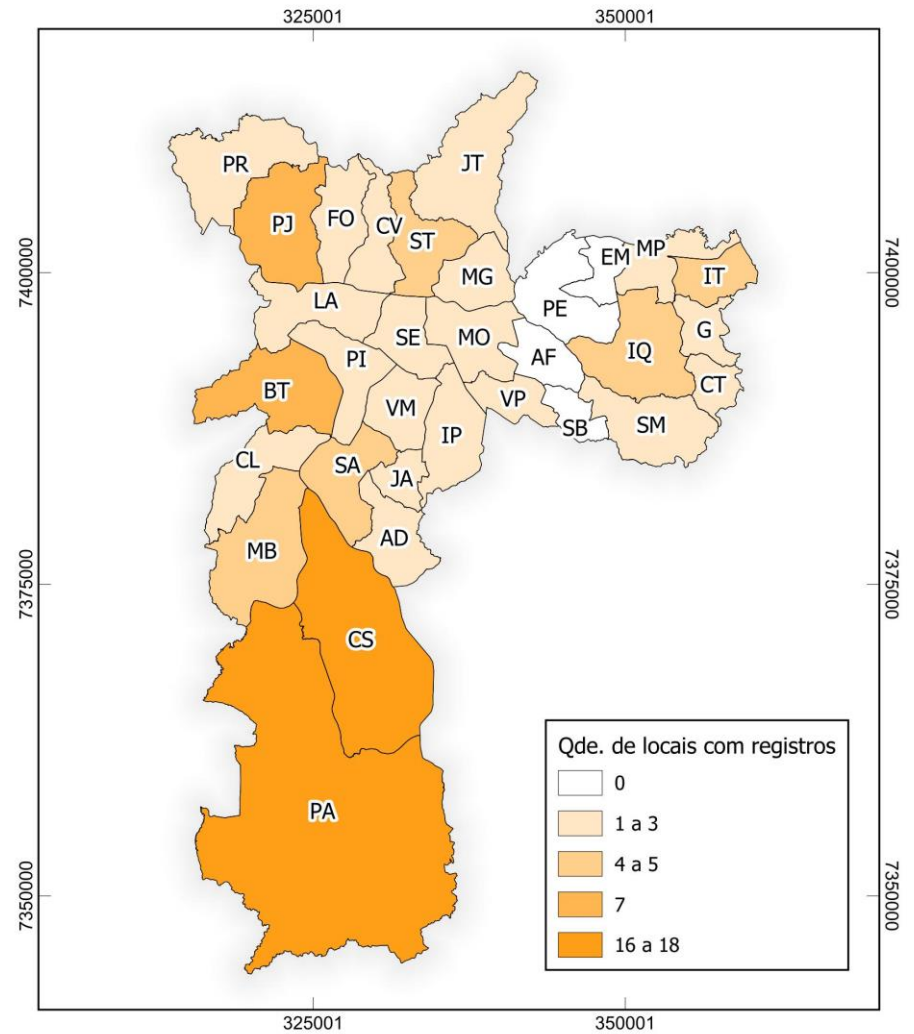 325001
350001
7400000
7400000
JT
PR
PJ
FO
CV
ST
MG
EM
MP
IT
PE
LA
SE
MO
G
AF
IQ
PI
CT
BT
VM
VP
SM
SB
IP
CL
SA
JA
AD
MB
7375000
7375000
CS
PA
Qde. de locais com registros
0
1 a 3
4 a 5
7
16 a 18
7350000
7350000
325001
350001